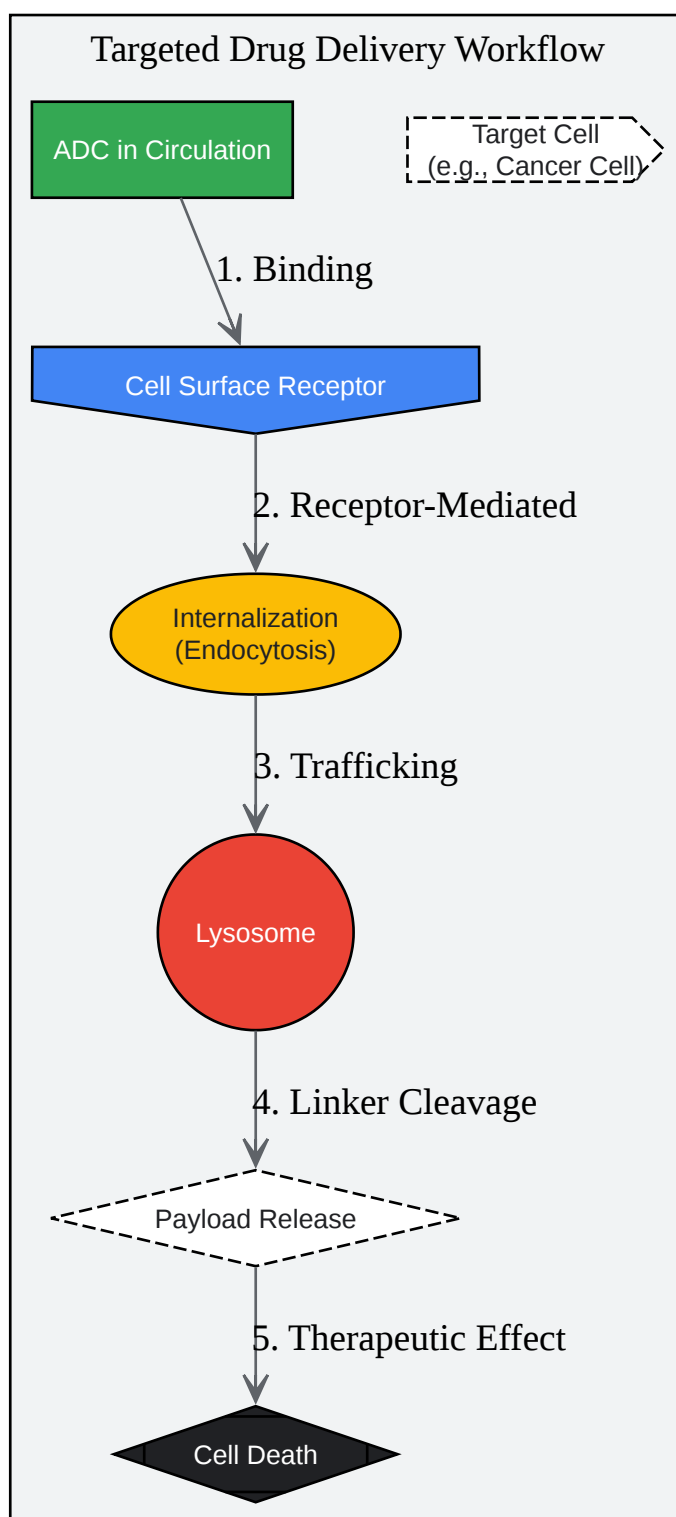 Targeted Drug Delivery Workflow
ADC in Circulation
Target Cell
(e.g., Cancer Cell)
1. Binding
Cell Surface Receptor
2. Receptor-Mediated
Internalization
(Endocytosis)
3. Trafficking
Lysosome
4. Linker Cleavage
Payload Release
5. Therapeutic Effect
Cell Death